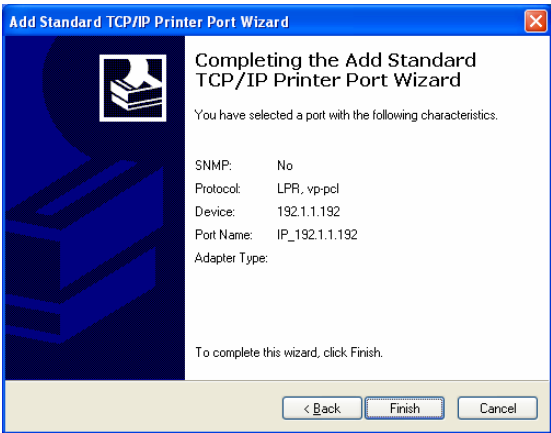 Add Standard TCP/IP Printer Port Wizard
Completing the Add Standard
TCP/IP Printer Port Wizard
You have selected a port with the following characteristics.
SNMP: No
Protocol: LPR, vp-pcl
Device: 192.1.1.192
Port Name: IP_192.1.1.192
Adapter Type:
To complete this wizard, click Finish.
< Back Finish Cancel